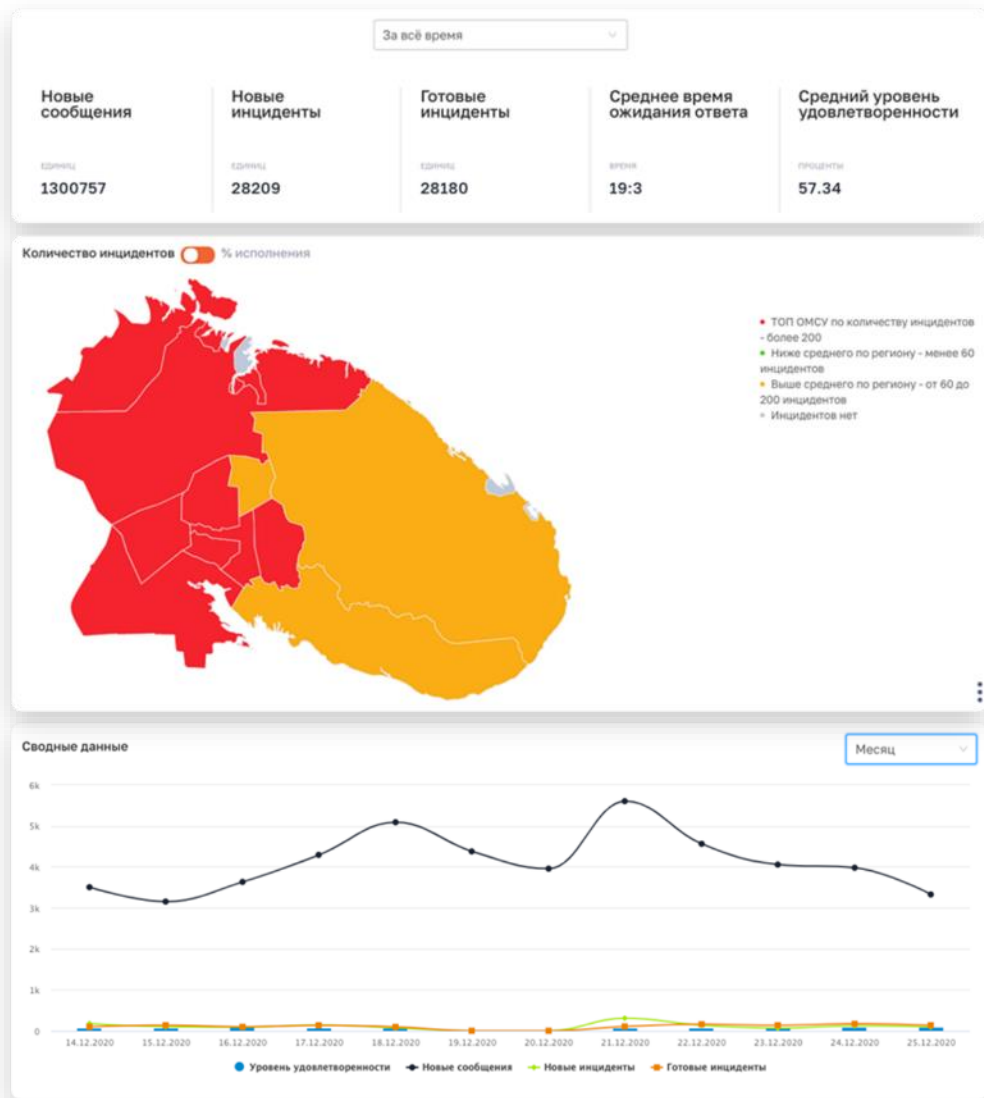 За всё время
Новые
сообщения
Новые
инциденты
Готовые
инциденты
Среднее время
ожидания ответа
Средний уровень
удовлетворенности
ЕДИНИЦ
ЕДИНИЦ
ЕДИНИЦ
ВРЕМЯ
ПРОЦЕНТЫ
1300757
28209
28180
19:3
57.34
Количество инцидентов
% исполнения
ТОП ОМСУ по количеству инцидентов
- более 200
Ниже среднего по региону - менее 60
инцидентов
Выше среднего по региону - от 60 до
200 инцидентов
Инцидентов нет
Сводные данные
Месяц
6k
5k
4k
3k
2k
1k
0
14.12.2020
15.12.2020
16.12.2020
17.12.2020
18.12.2020
19.12.2020
20.12.2020
21.12.2020
22.12.2020
23.12.2020
24.12.2020
25.12.2020
Уровень удовлетворенности
Новые сообщения
Новые инциденты
Готовые инциденты